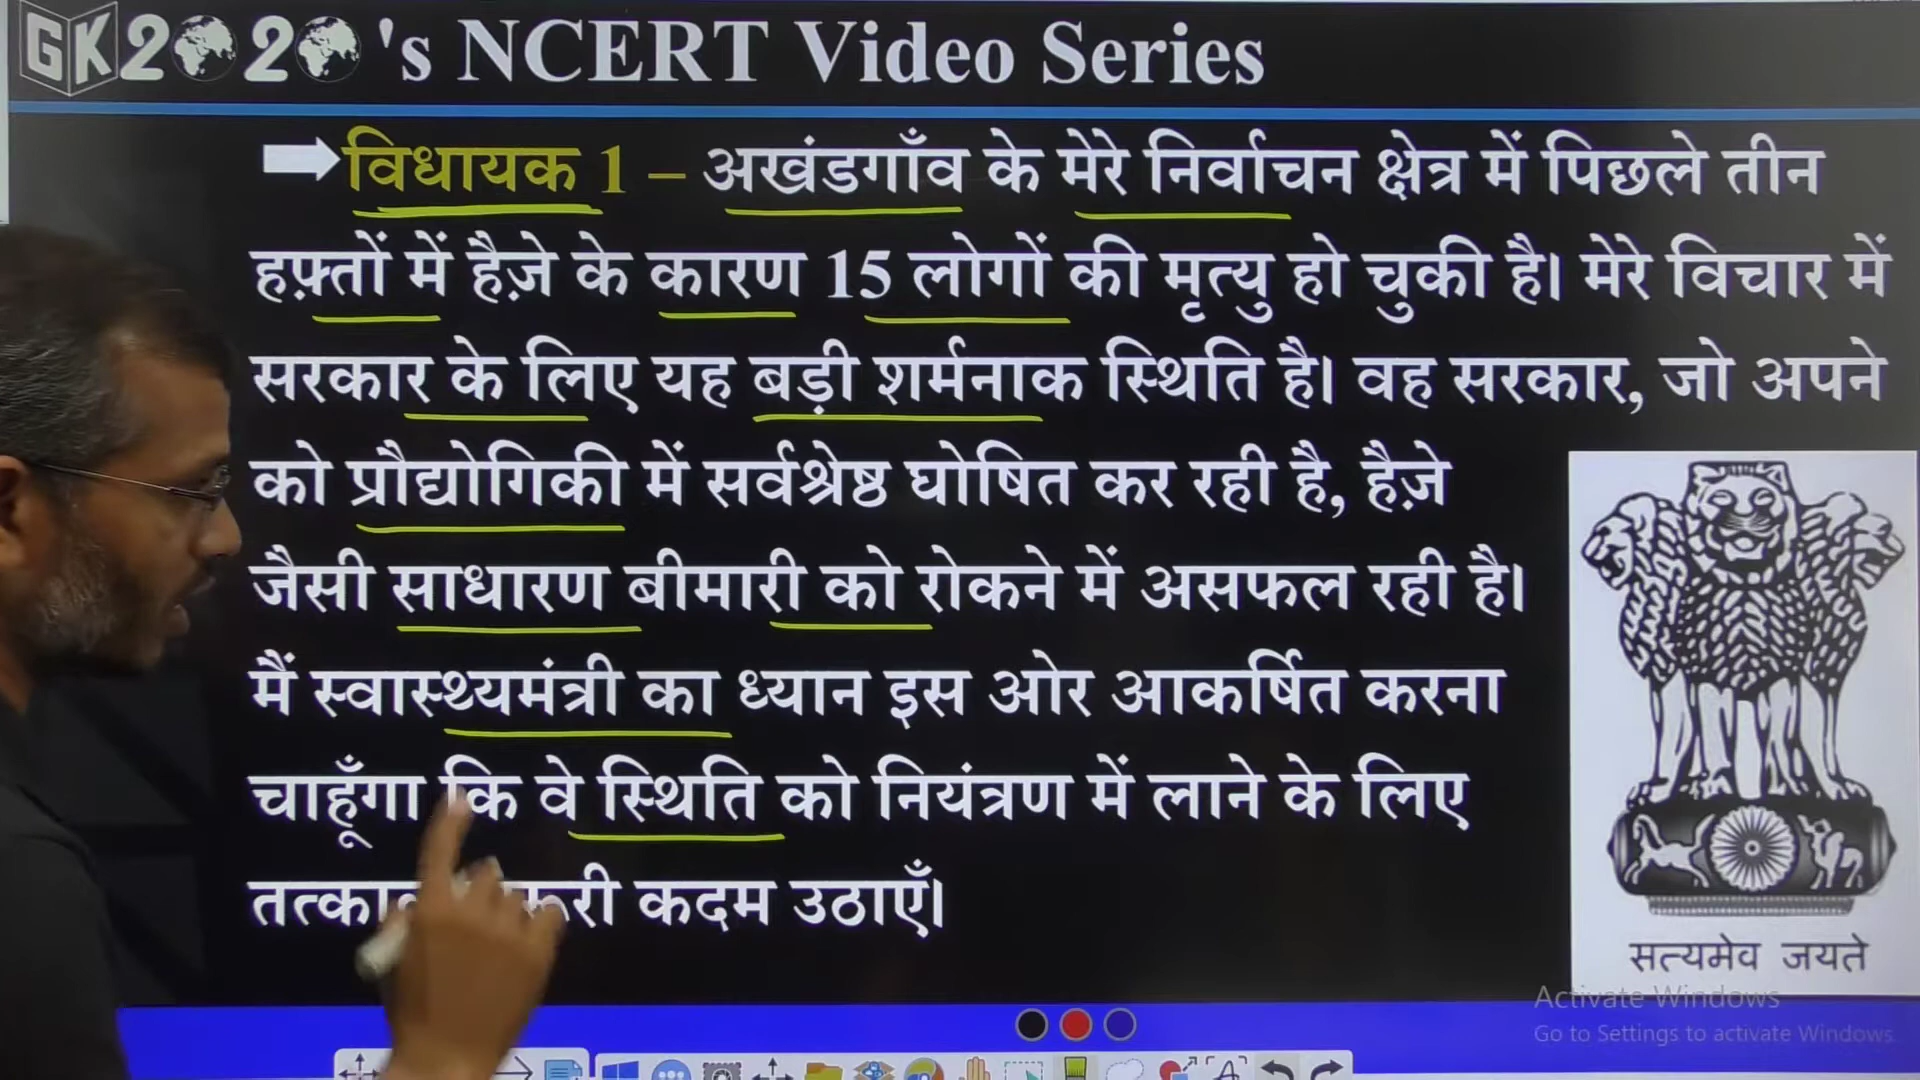 GK2020's NCERT Video Series
विधायक 1 – अखंडगाँव के मेरे निर्वाचन क्षेत्र में पिछले तीन
हफ़्तों में हैज़े के कारण 15 लोगों की मृत्यु हो चुकी है। मेरे विचार में
सरकार के लिए यह बड़ी शर्मनाक स्थिति है। वह सरकार, जो अपने
को प्रौद्योगिकी में सर्वश्रेष्ठ घोषित कर रही है, हैज़े
जैसी साधारण बीमारी को रोकने में असफल रही है।
मैं स्वास्थ्यमंत्री का ध्यान इस ओर आकर्षित करना
चाहूँगा कि वे स्थिति को नियंत्रण में लाने के लिए
कदम उठाएँ।
सत्यमेव जयते
Activate Windows
Go to Settings to activate Windows.